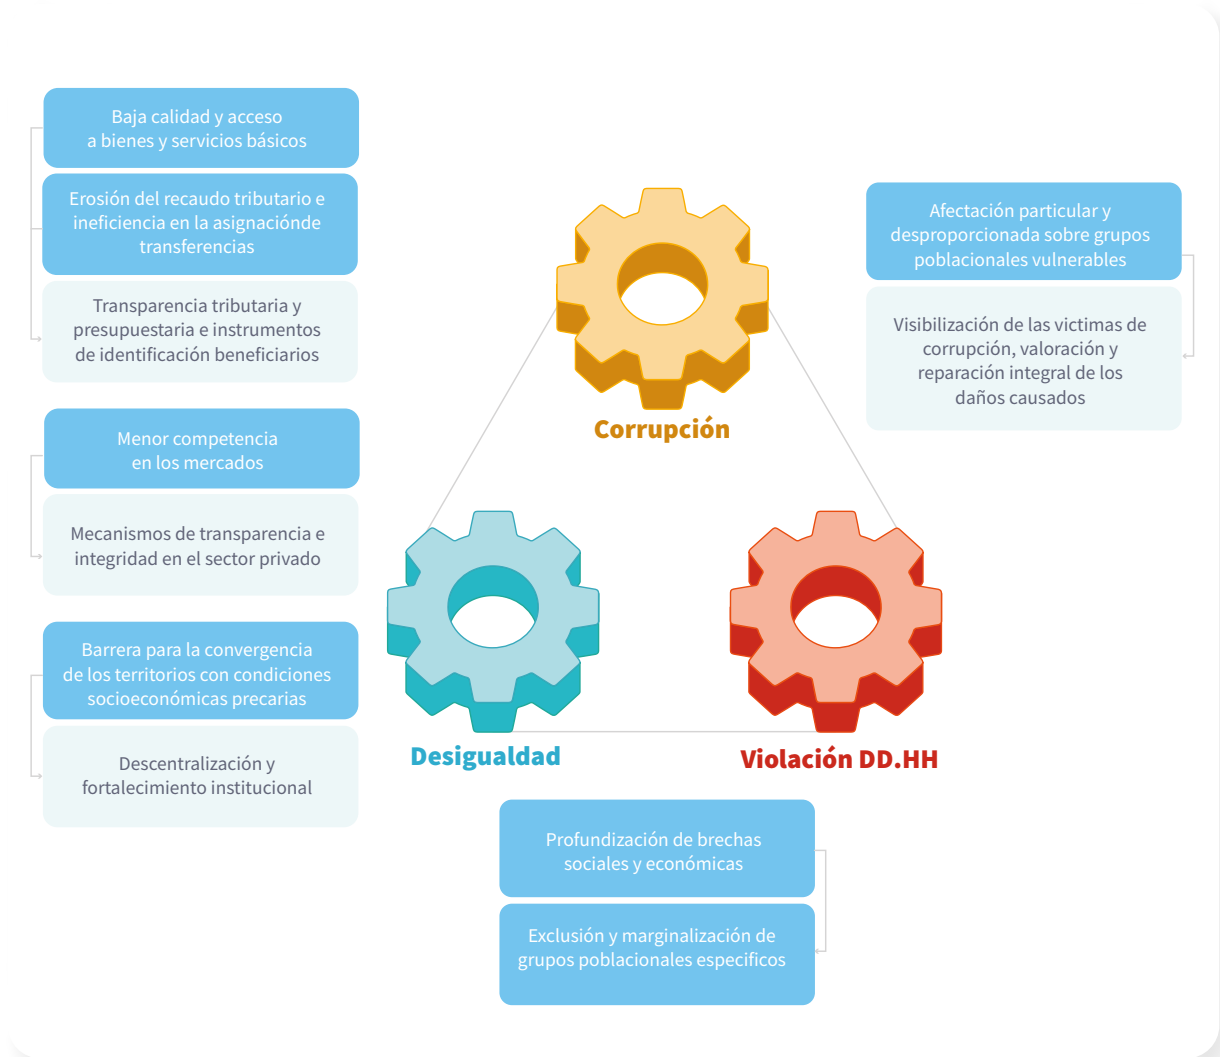 Baja calidad y acceso
a bienes y servicios básicos
Erosión del recaudo tributario e
ineficiencia en la asignaciónde
transferencias
Transparencia tributaria y
presupuestaria e instrumentos
de identificación beneficiarios
Menor competencia
en los mercados
Mecanismos de transparencia e
integridad en el sector privado
Barrera para la convergencia
de los territorios con condiciones
socioeconómicas precarias
Descentralización y
fortalecimiento institucional
Corrupción
Desigualdad
Violación DD.HH
Afectación particular y
desproporcionada sobre grupos
poblacionales vulnerables
Visibilización de las victimas de
corrupción, valoración y
reparación integral de los
daños causados
Profundización de brechas
sociales y económicas
Exclusión y marginalización de
grupos poblacionales especificos